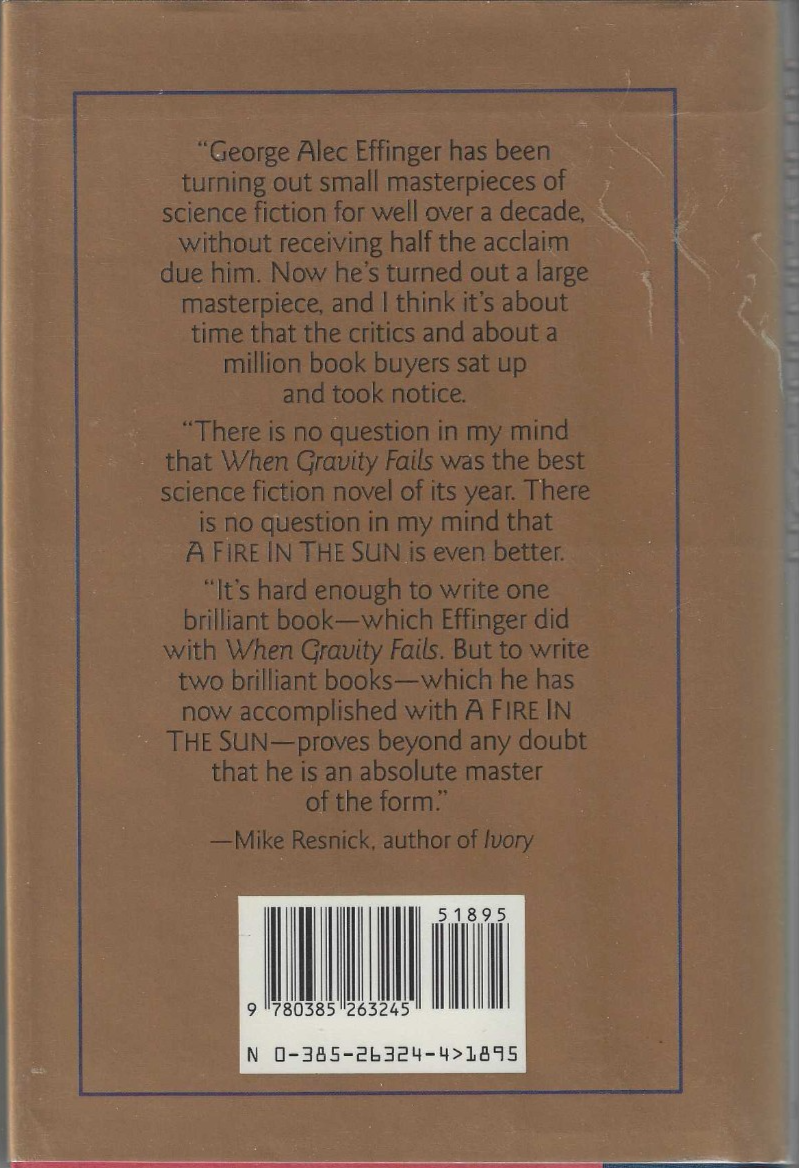 “George Alec Effinger has been
turning out small masterpieces of
science fiction for well over a decade,
without receiving half the acclaim
due him. Now he’s turned out a large
masterpiece, and I think it’s about
time that the critics and about a
million book buyers sat up
and took notice.
“There is no question in my mind
that When Gravity Fails was the best
science fiction novel of its year. There
is no question in my mind that
A FIRE IN THE SUN is even better.
“It’s hard enough to write one
brilliant book—which Effinger did
with When Gravity Fails. But to write
two brilliant books—which he has
now accomplished with A FIRE IN
THE SUN—proves beyond any doubt
that he is an absolute master
of the form.”
—Mike Resnick, author of Ivory
51895
9 780385 263245
N 0-385-26324-4>1895